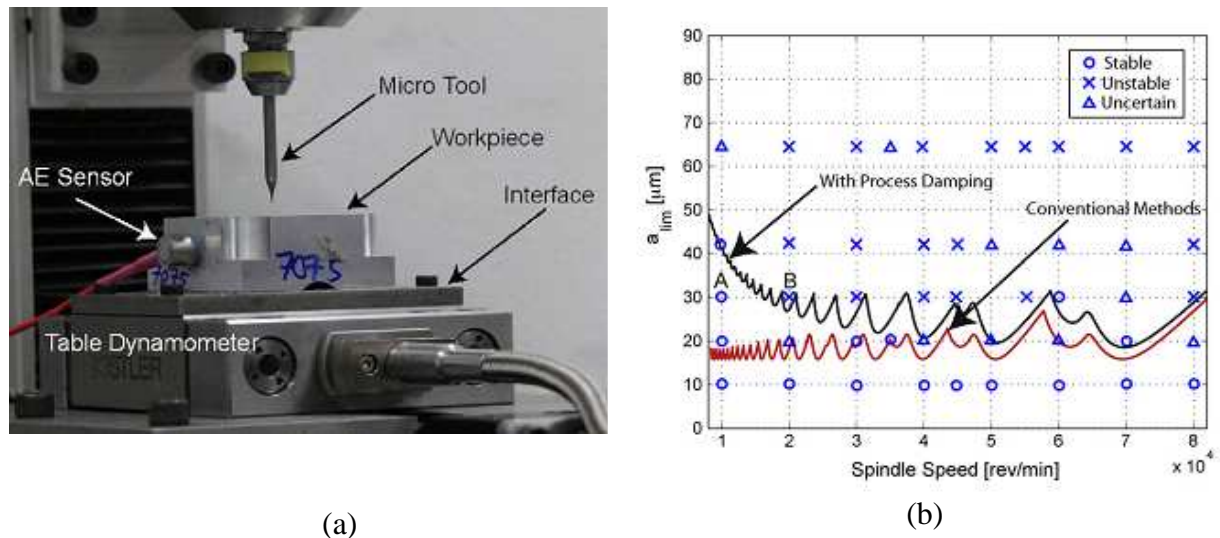 Micro Tool
Workpiece
AE Sensor
Interface
7075
707-5
Table Dynamometer
KISTLER
(a)
90
80
70
60
50
40
30
20
10
0
a_lim [μm]
Stable
Unstable
Uncertain
With Process Damping
Conventional Methods
A
B
1 2 3 4 5 6 7 8
x 10^4
Spindle Speed [rev/min]
(b)